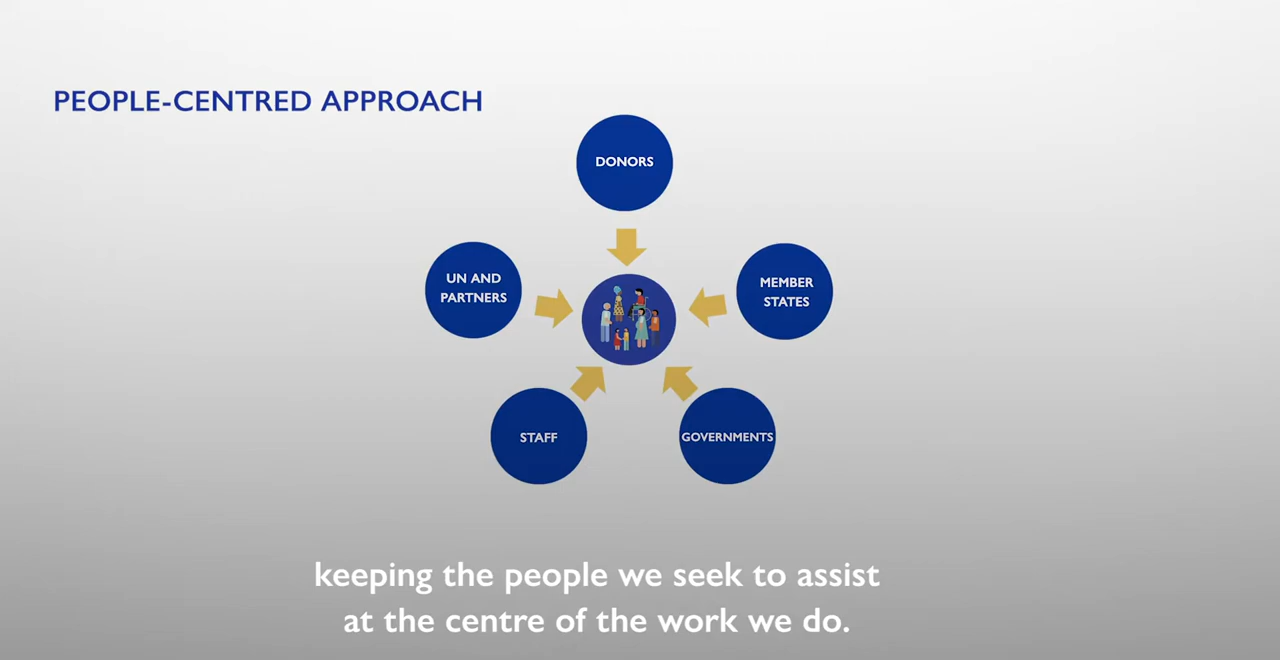 PEOPLE-CENTRED APPROACH
DONORS
UN AND
PARTNERS
MEMBER
STATES
STAFF
GOVERNMENTS
keeping the people we seek to assist
at the centre of the work we do.